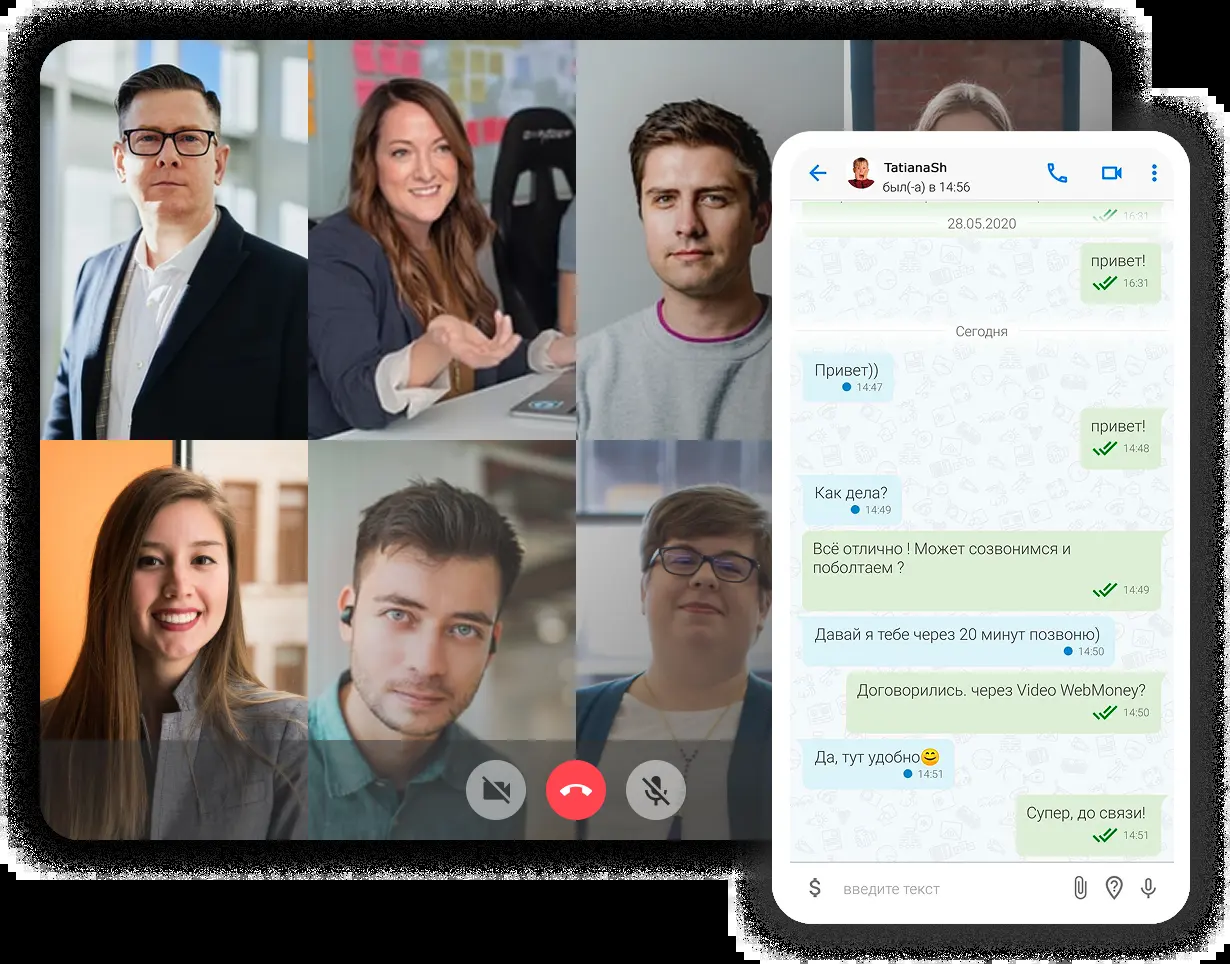 TatianaSh
был(-а) в 14:56
16:31
28.05.2020
привет!
16:31
Сегодня
Привет))
14:47
привет!
14:48
Как дела?
14:49
Всё отлично ! Может созвонимся и
поболтаем ?
14:49
Давай я тебе через 20 минут позвоню)
14:50
Договорились. через Video WebMoney?
14:50
Да, тут удобно😊
14:51
Супер, до связи!
14:51
$ введите текст